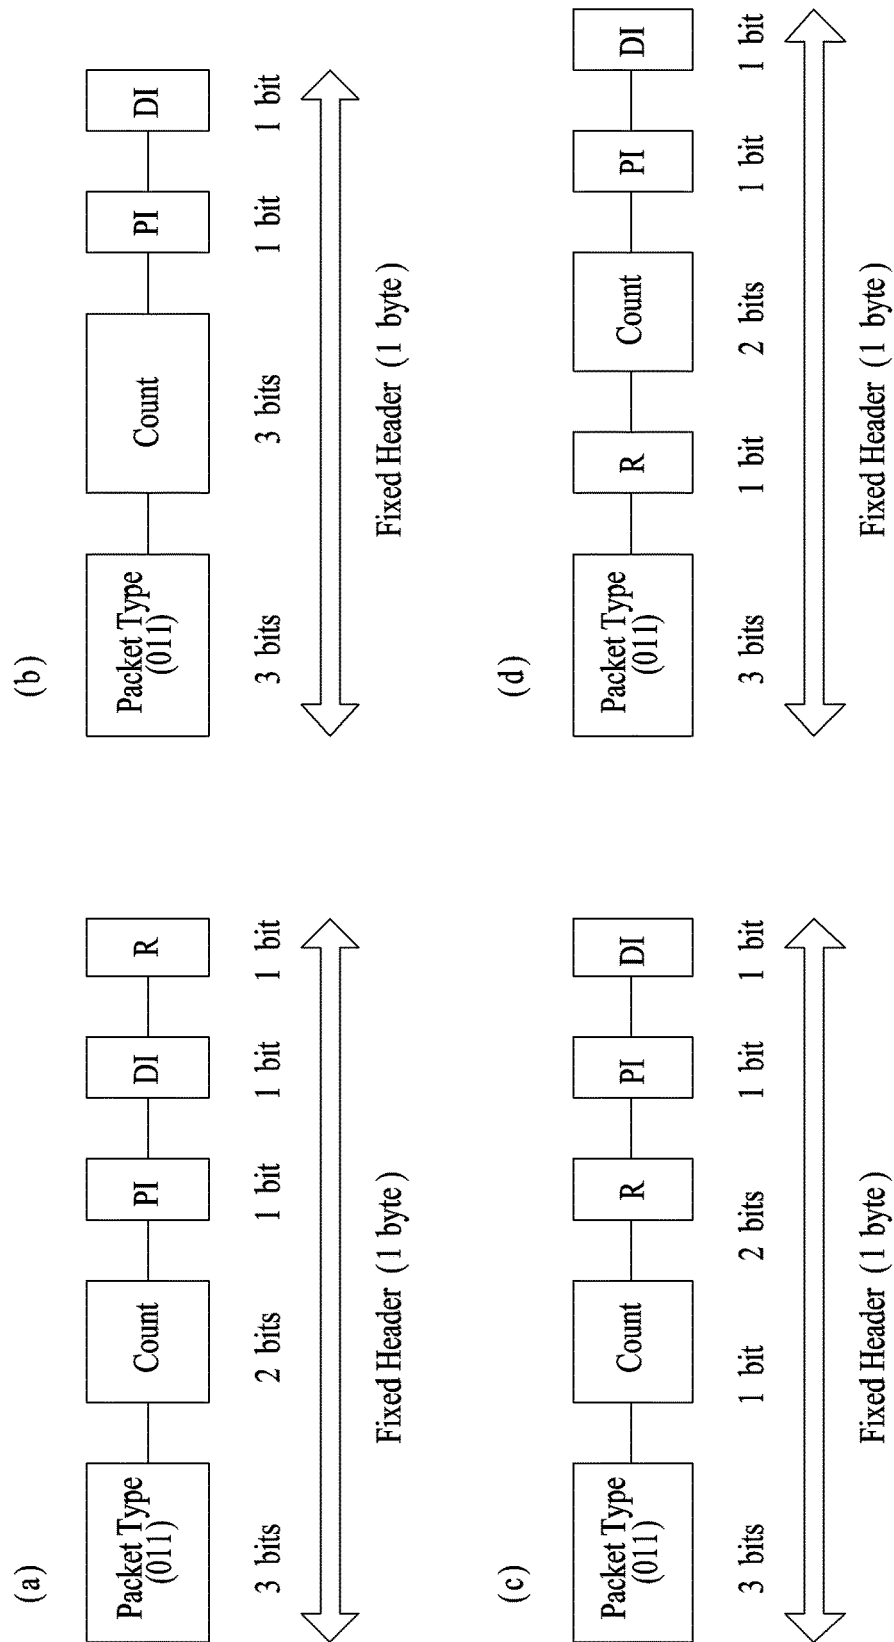 (a)
Packet Type
(011)
Count
PI
DI
R
3 bits
2 bits
1 bit
1 bit
1 bit
Fixed Header (1 byte)
(b)
Packet Type
(011)
Count
PI
DI
3 bits
3 bits
1 bit
1 bit
Fixed Header (1 byte)
(c)
Packet Type
(011)
Count
R
PI
DI
3 bits
1 bit
2 bits
1 bit
1 bit
Fixed Header (1 byte)
(d)
Packet Type
(011)
R
Count
PI
DI
3 bits
1 bit
2 bits
1 bit
1 bit
Fixed Header (1 byte)